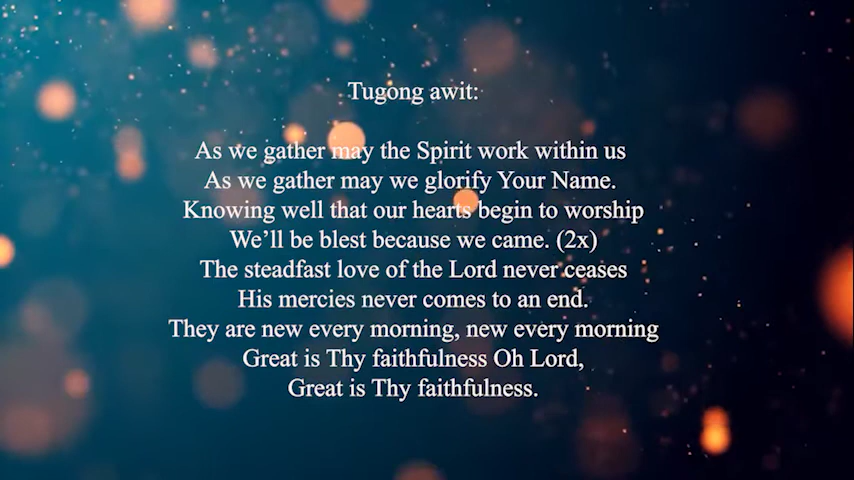 Tugong awit:
As we gather may the Spirit work within us
As we gather may we glorify Your Name.
Knowing well that our hearts begin to worship
We’ll be blest because we came. (2x)
The steadfast love of the Lord never ceases
His mercies never comes to an end.
They are new every morning, new every morning
Great is Thy faithfulness Oh Lord,
Great is Thy faithfulness.